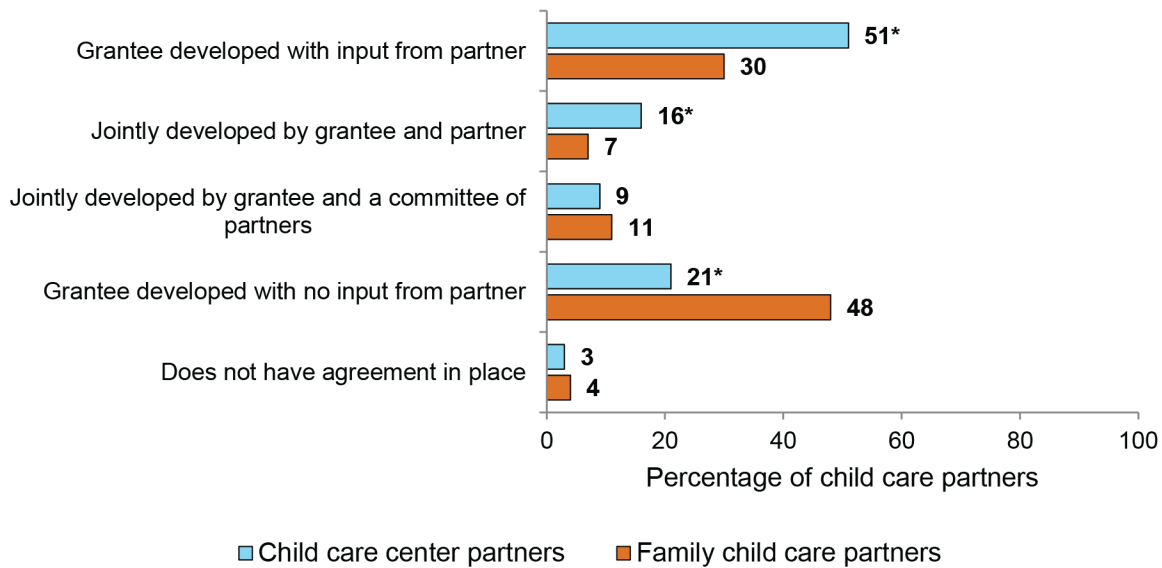 Grantee developed with input from partner
51*
30
Jointly developed by grantee and partner
16*
7
Jointly developed by grantee and a committee of
partners
9
11
Grantee developed with no input from partner
21*
48
Does not have agreement in place
3
4
0 20 40 60 80 100
Percentage of child care partners
Child care center partners Family child care partners